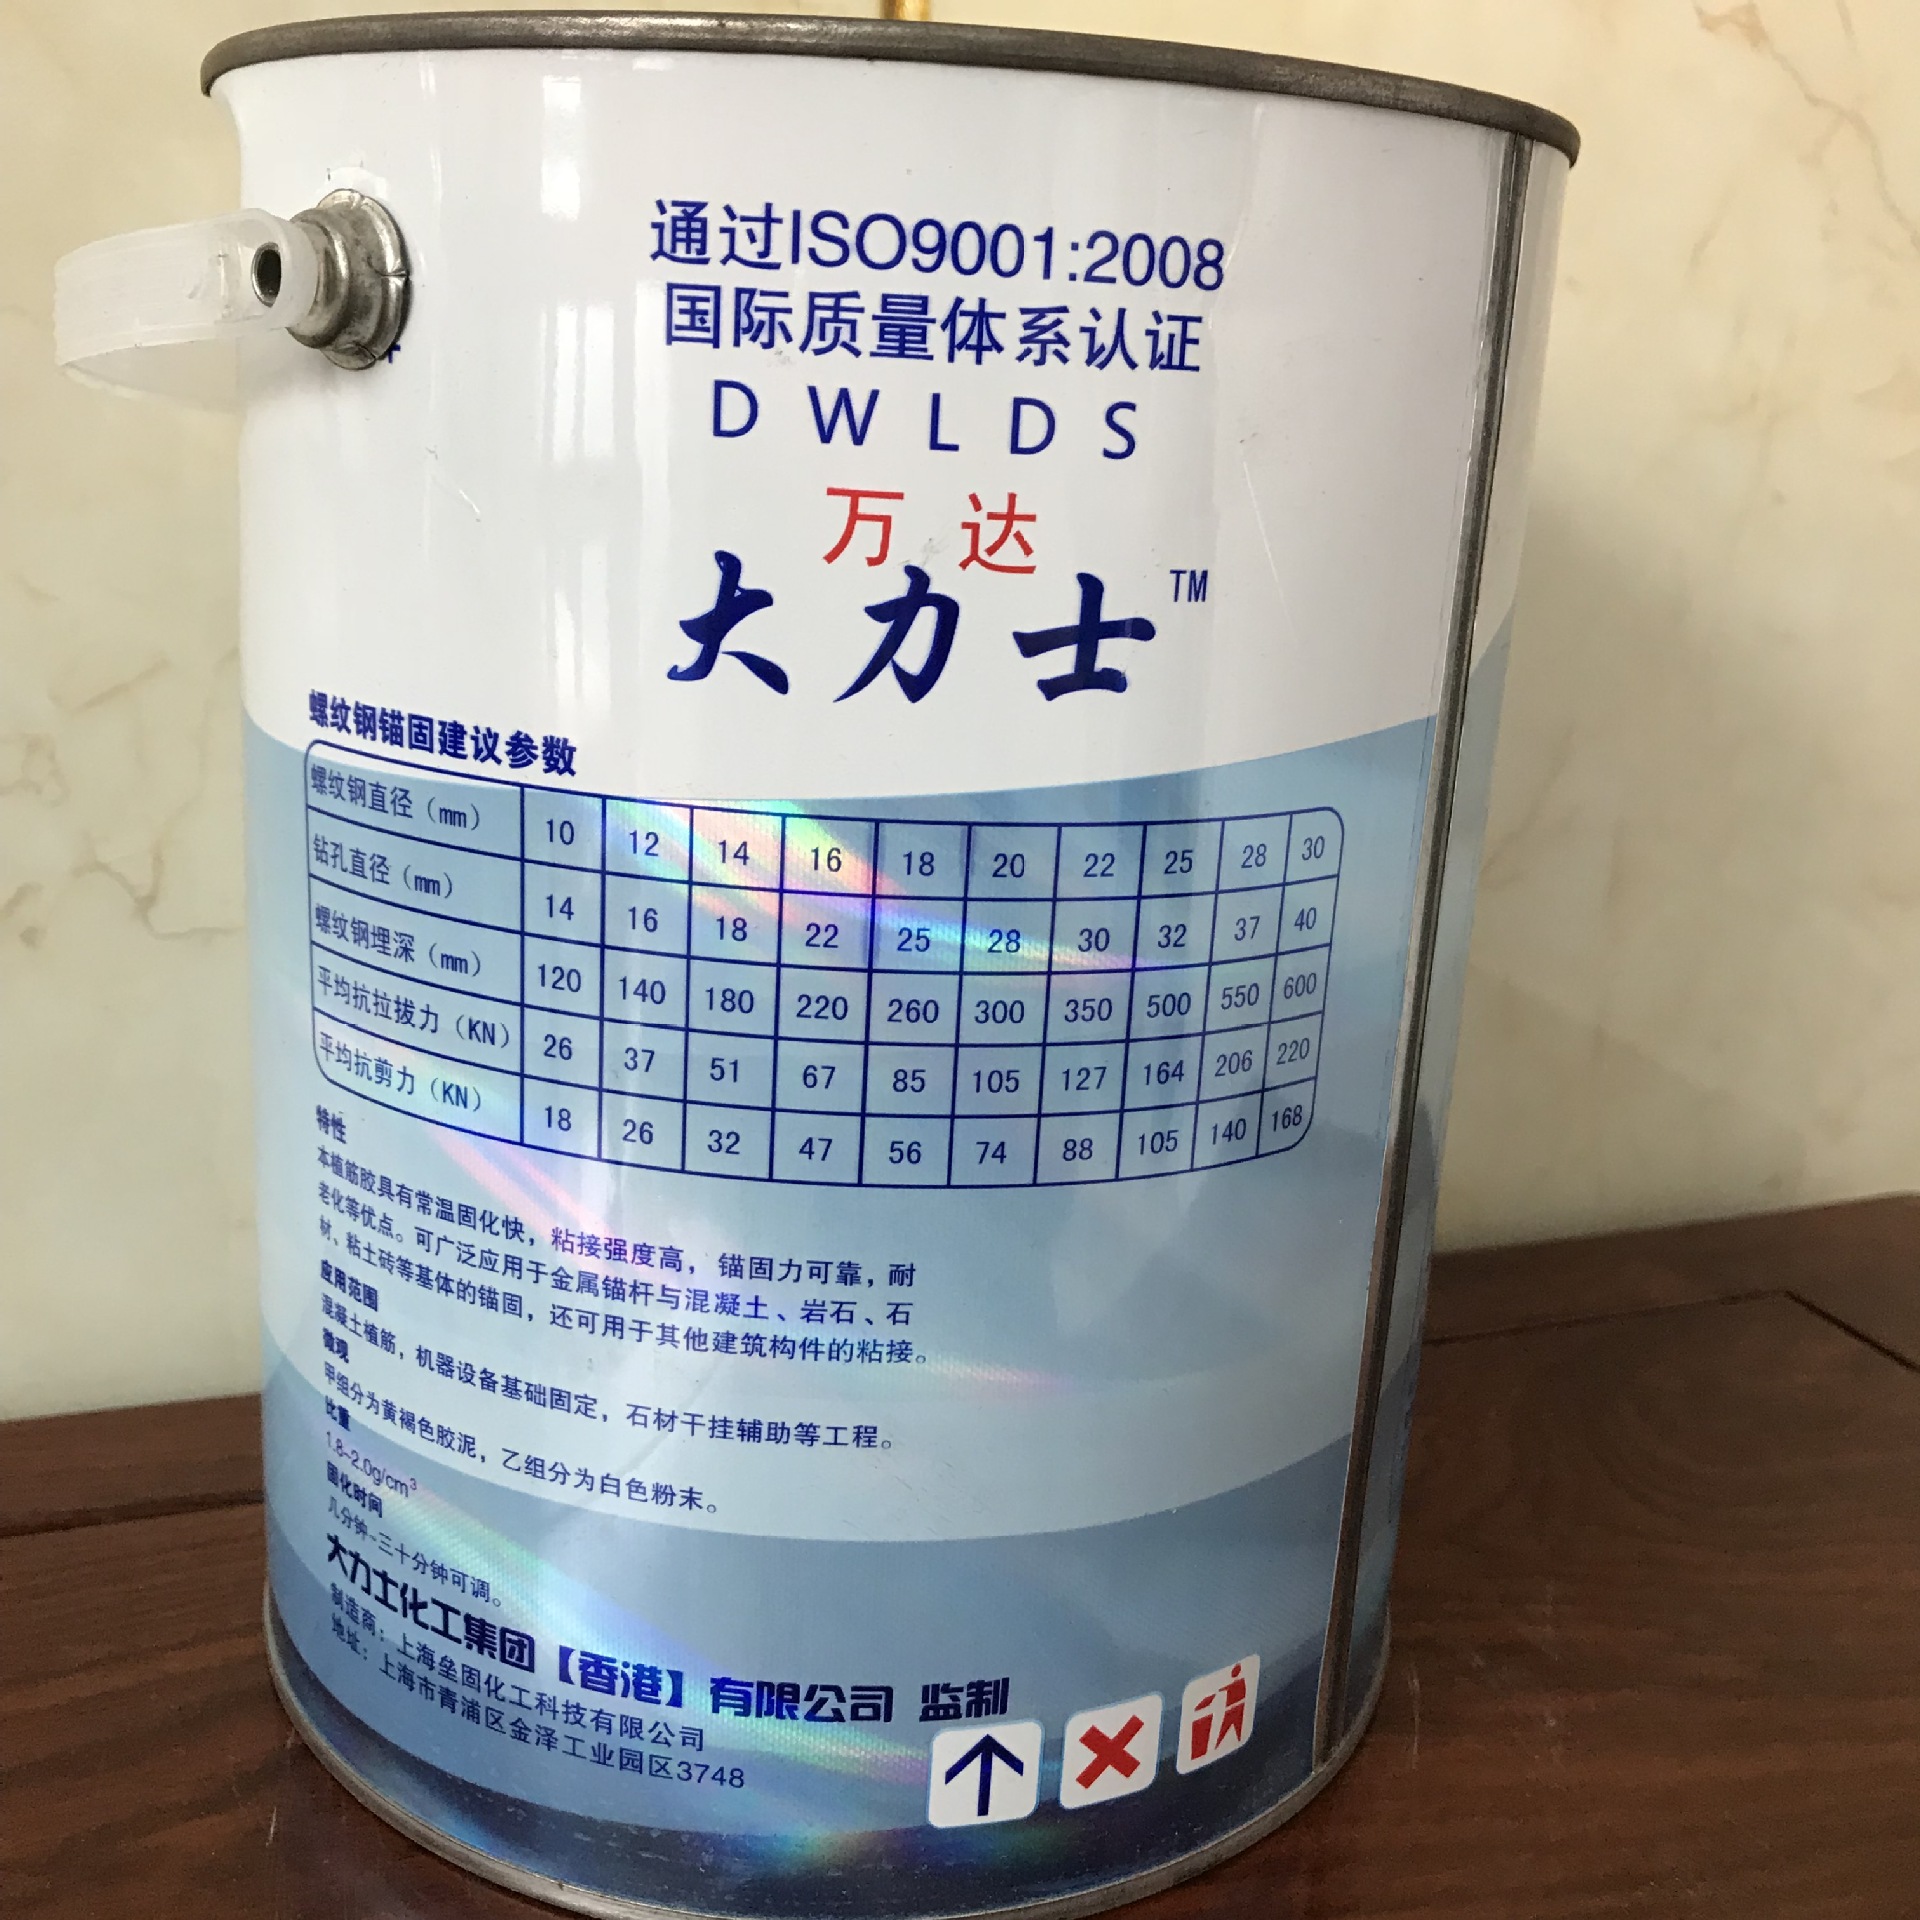 通过ISO9001:2008
国际质量体系认证
DWLDS
万达
大力士TM
螺纹钢锚固建议参数
螺纹钢直径（mm） 10 12 14 16 18 20 22 25 28 30
钻孔直径（mm） 14 16 18 22 25 28 30 32 37 40
螺纹钢埋深（mm） 120 140 180 220 260 300 350 500 550 600
平均抗拉拔力（KN） 26 37 51 67 85 105 127 164 206 220
平均抗剪力（KN） 18 26 32 47 56 74 88 105 140 168
特性
本植筋胶具有常温固化快，粘接强度高，锚固力可靠，耐
老化等优点。可广泛应用于金属锚杆与混凝土、岩石、石
材、粘土砖等基体的锚固，还可用于其他建筑构件的粘接。
应用范围
混凝土植筋，机器设备基础固定，石材干挂辅助等工程。
微观
甲组分为黄褐色胶泥，乙组分为白色粉末。
比重
1.8~2.0g/cm³
固化时间
几分钟~三十分钟可调。
大力士化工集团【香港】有限公司 监制
制造商：上海垒固化工科技有限公司
地址：上海市青浦区金泽工业园区3748